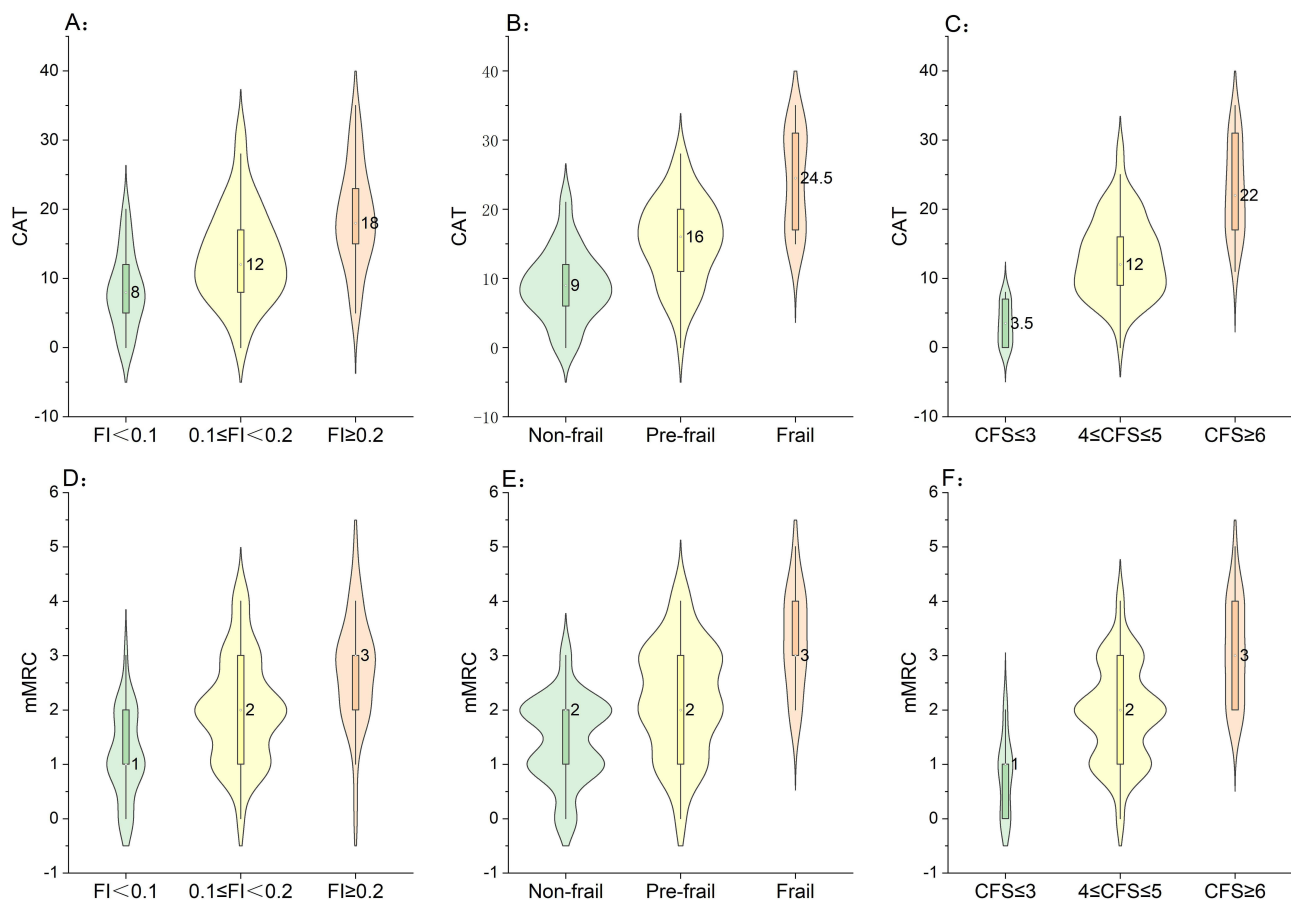 A：
CAT
40
30
20
10
0
-10
8
12
18
FI＜0.1
0.1≤FI＜0.2
FI≥0.2
B：
CAT
40
30
20
10
0
-10
9
16
24.5
Non-frail
Pre-frail
Frail
C：
CAT
40
30
20
10
0
-10
3.5
12
22
CFS≤3
4≤CFS≤5
CFS≥6
D：
mMRC
6
5
4
3
2
1
0
-1
1
2
3
FI＜0.1
0.1≤FI＜0.2
FI≥0.2
E：
mMRC
6
5
4
3
2
1
0
-1
2
2
3
Non-frail
Pre-frail
Frail
F：
mMRC
6
5
4
3
2
1
0
-1
1
2
3
CFS≤3
4≤CFS≤5
CFS≥6